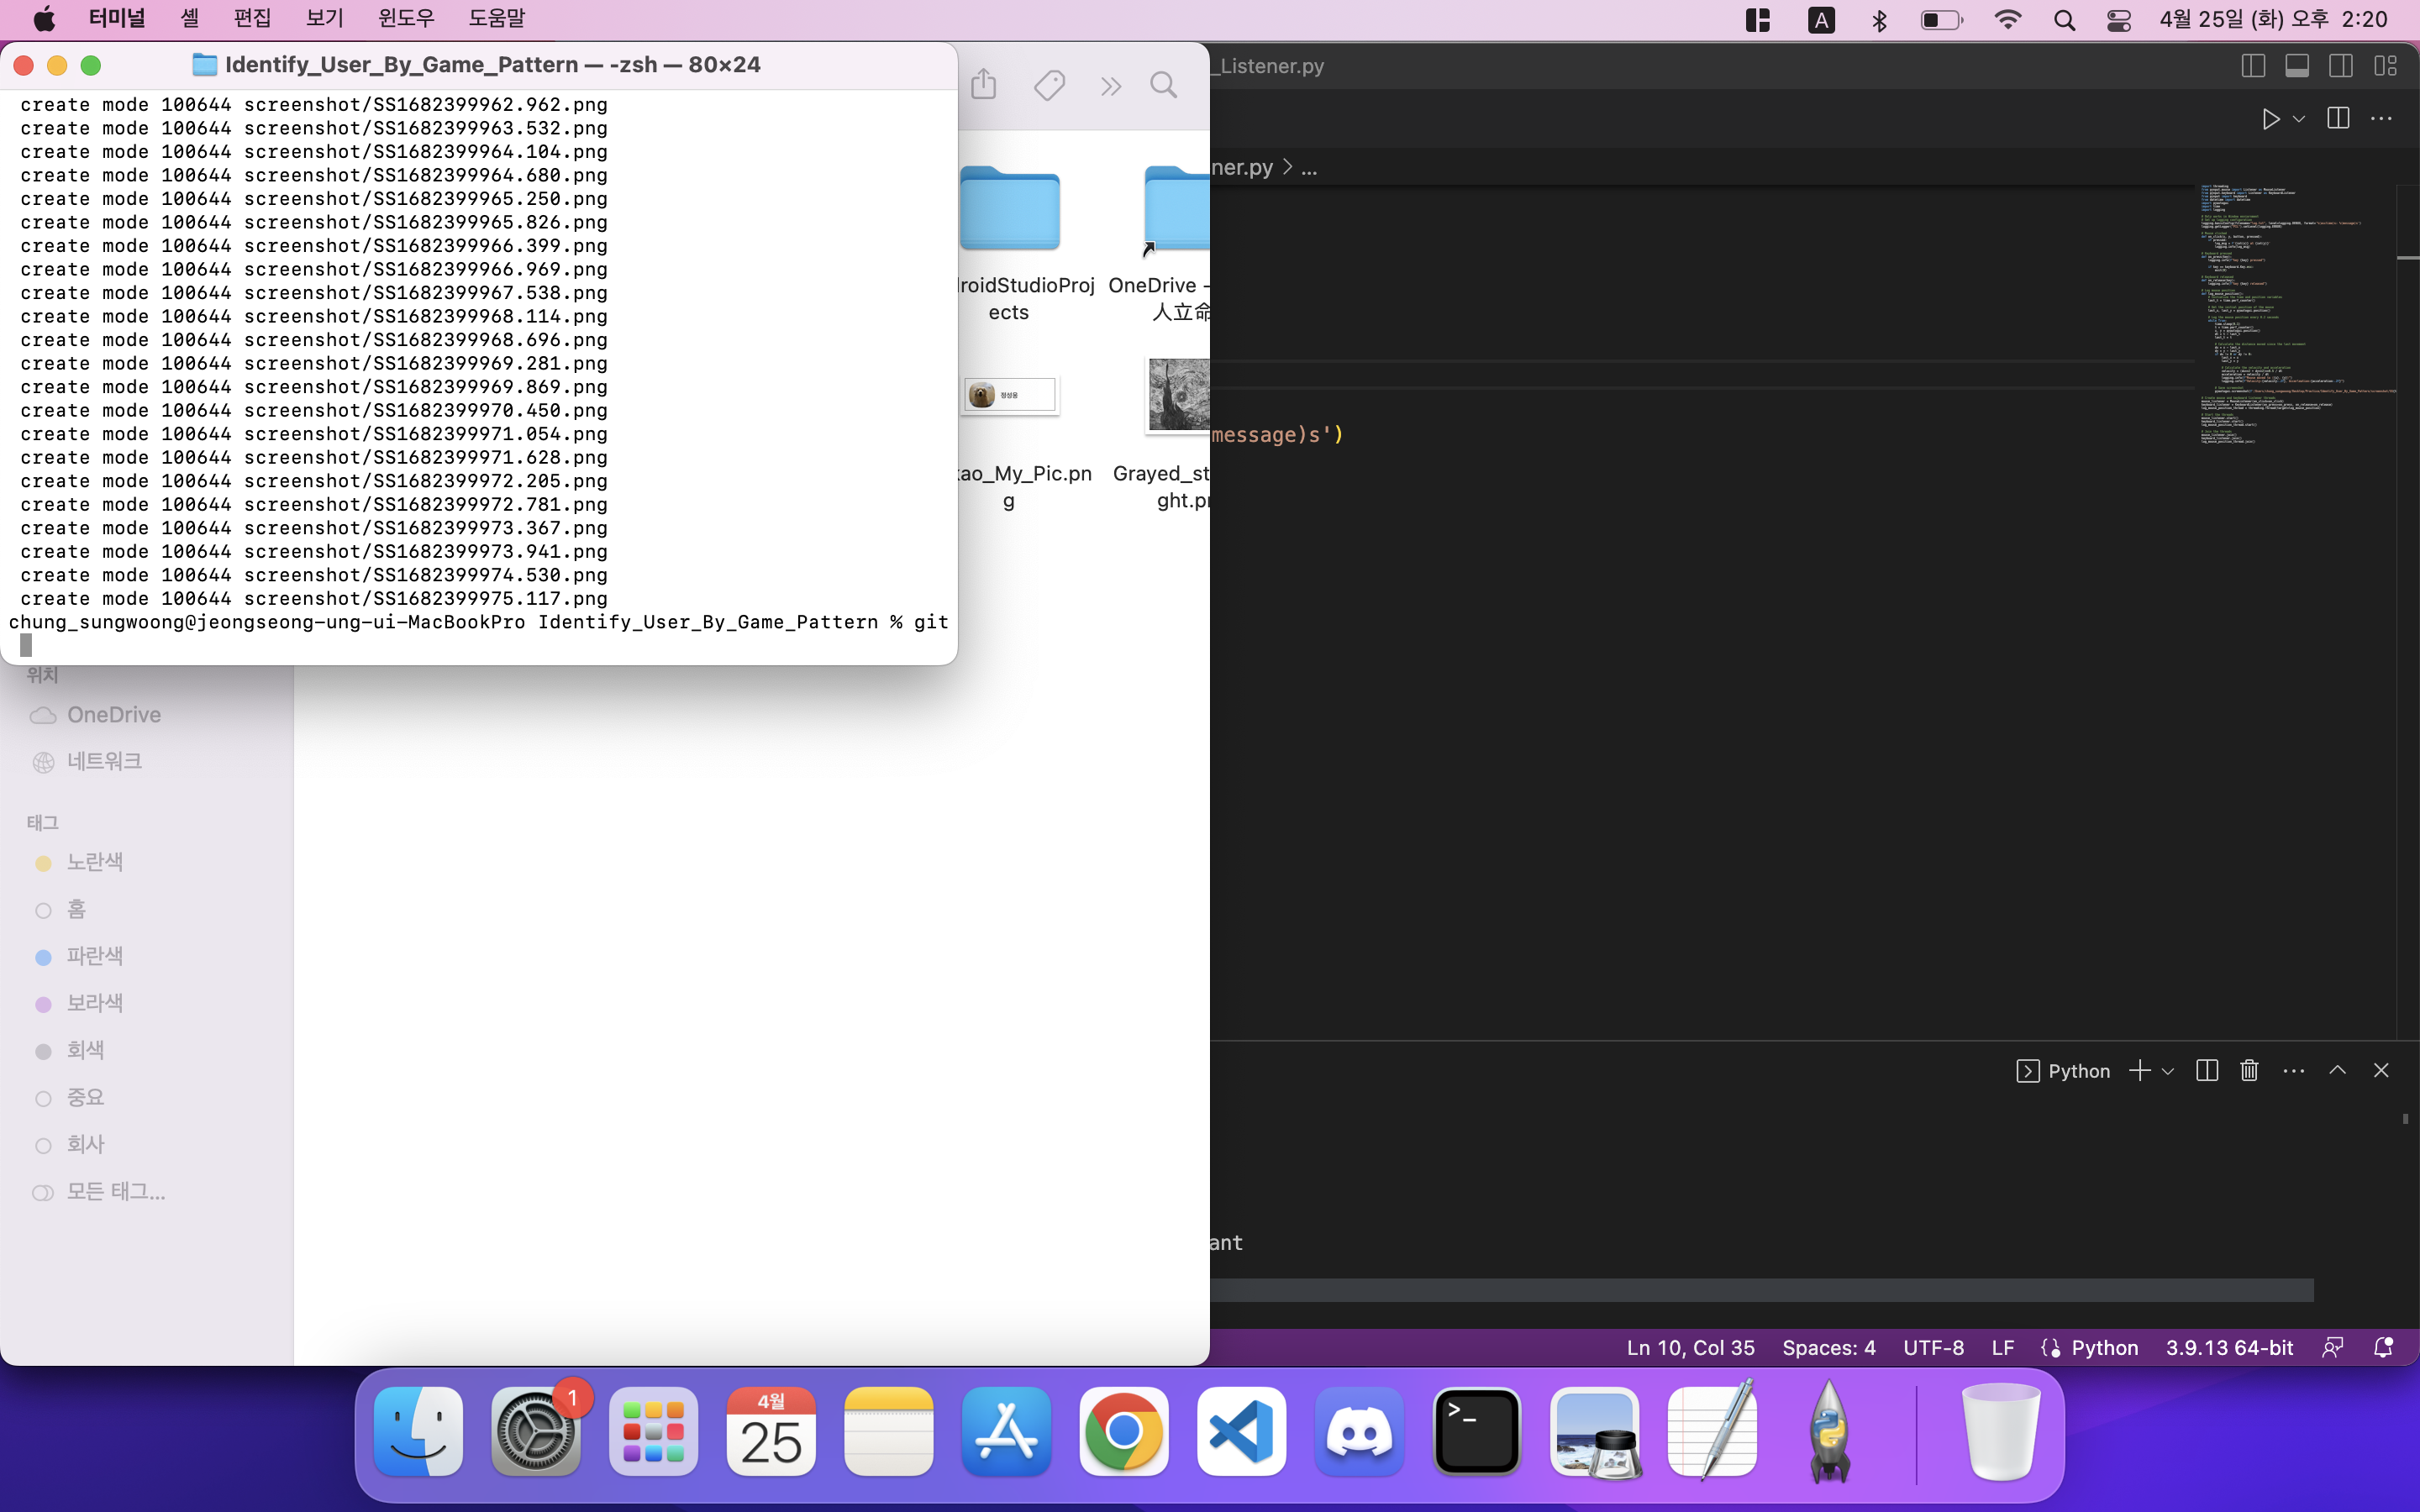 터미널 셸 편집 보기 윈도우 도움말
A
4월 25일 (화) 오후 2:20
Identify_User_By_Game_Pattern — -zsh — 80×24
create mode 100644 screenshot/SS1682399962.962.png
create mode 100644 screenshot/SS1682399963.532.png
create mode 100644 screenshot/SS1682399964.104.png
create mode 100644 screenshot/SS1682399964.680.png
create mode 100644 screenshot/SS1682399965.250.png
create mode 100644 screenshot/SS1682399965.826.png
create mode 100644 screenshot/SS1682399966.399.png
create mode 100644 screenshot/SS1682399966.969.png
create mode 100644 screenshot/SS1682399967.538.png
create mode 100644 screenshot/SS1682399968.114.png
create mode 100644 screenshot/SS1682399968.696.png
create mode 100644 screenshot/SS1682399969.281.png
create mode 100644 screenshot/SS1682399969.869.png
create mode 100644 screenshot/SS1682399970.450.png
create mode 100644 screenshot/SS1682399971.054.png
create mode 100644 screenshot/SS1682399971.628.png
create mode 100644 screenshot/SS1682399972.205.png
create mode 100644 screenshot/SS1682399972.781.png
create mode 100644 screenshot/SS1682399973.367.png
create mode 100644 screenshot/SS1682399973.941.png
create mode 100644 screenshot/SS1682399974.530.png
create mode 100644 screenshot/SS1682399975.117.png
chung_sungwoong@jeongseong-ung-ui-MacBookPro Identify_User_By_Game_Pattern % git
roidStudioProj
ects
OneDrive -
人立命
ao_My_Pic.pn
g
Grayed_st
ght.p
위치
OneDrive
네트워크
태그
노란색
홈
파란색
보라색
회색
중요
회사
모든 태그...
_Listener.py
ner.py > ...
message)s')
Python
ant
Ln 10, Col 35
Spaces: 4
UTF-8
LF
Python
3.9.13 64-bit
1
4월
25
>_